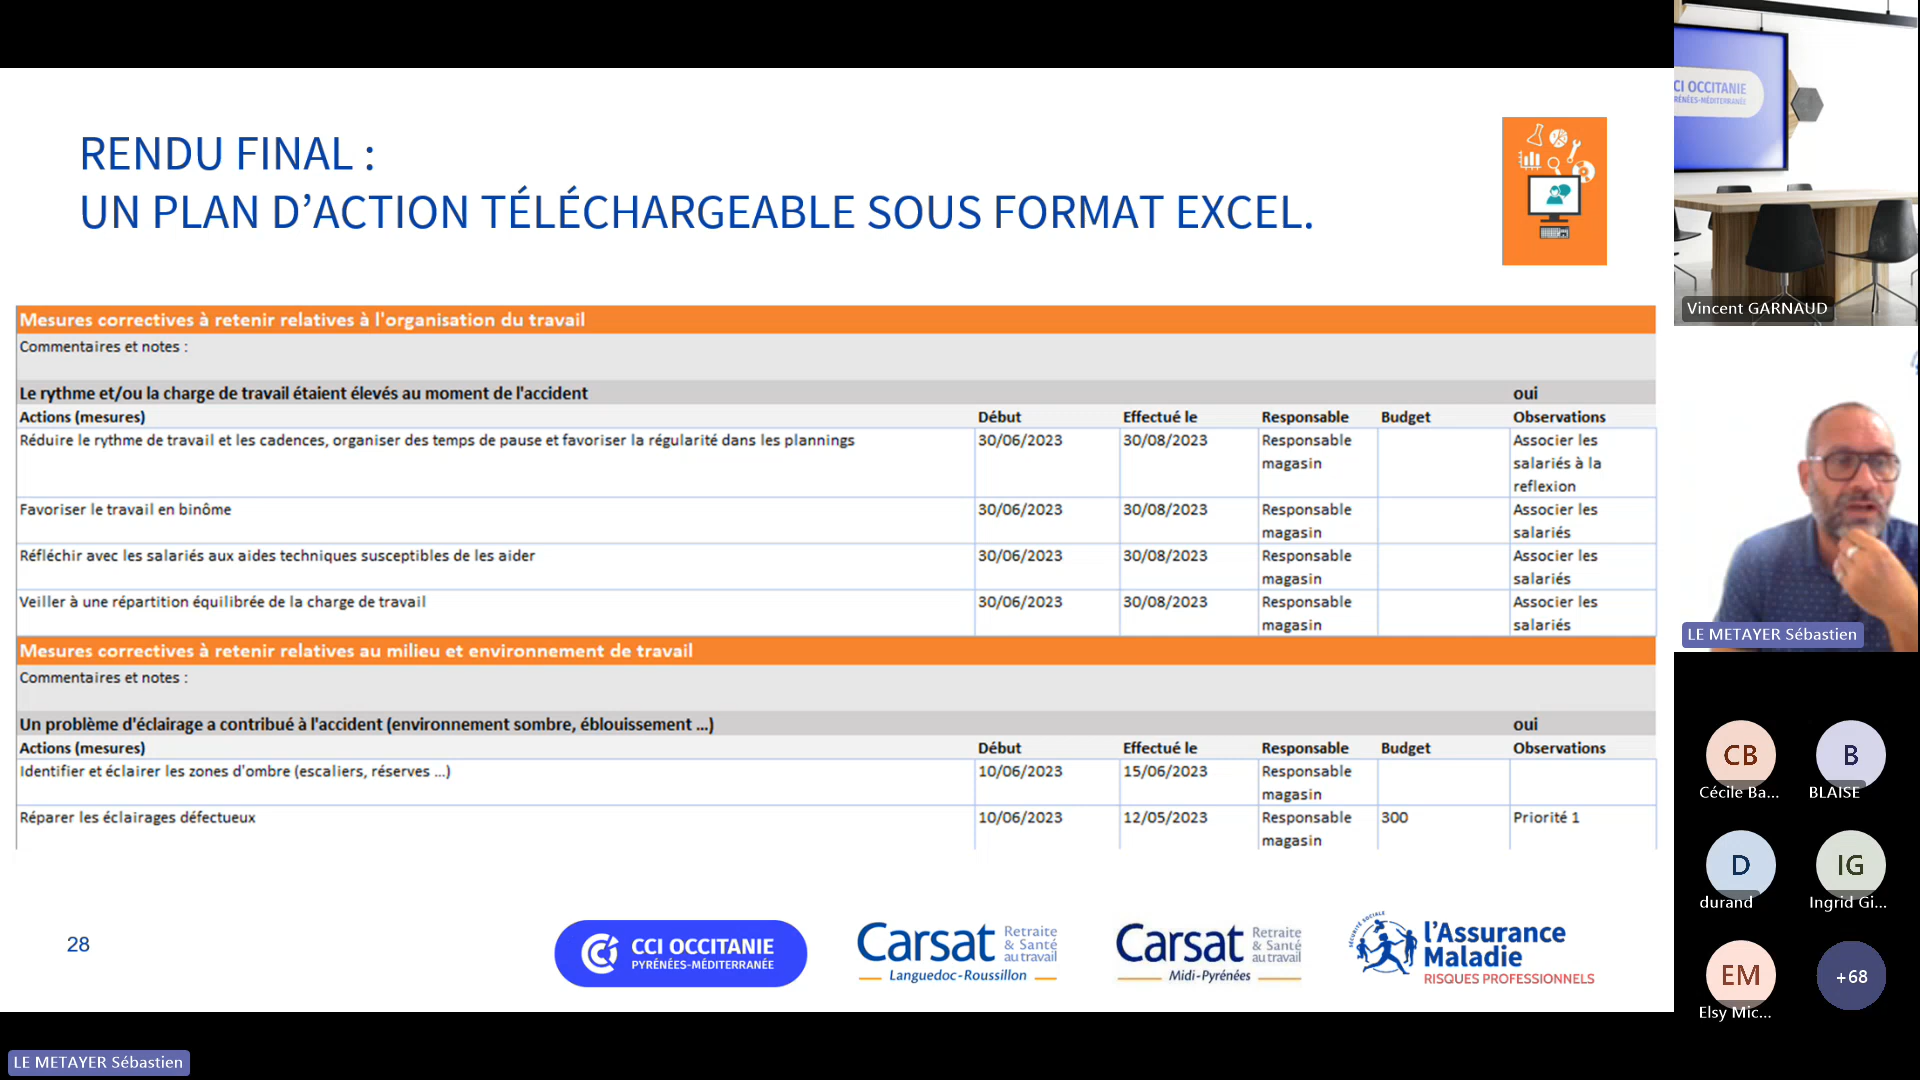 RENDU FINAL :
UN PLAN D’ACTION TÉLÉCHARGEABLE SOUS FORMAT EXCEL.
Mesures correctives à retenir relatives à l'organisation du travail
Commentaires et notes :
Le rythme et/ou la charge de travail étaient élevés au moment de l'accident oui
Actions (mesures) Début Effectué le Responsable Budget Observations
Réduire le rythme de travail et les cadences, organiser des temps de pause et favoriser la régularité dans les plannings 30/06/2023 30/08/2023 Responsable Associer les
magasin salariés à la
reflexion
Favoriser le travail en binôme 30/06/2023 30/08/2023 Responsable Associer les
magasin salariés
Réfléchir avec les salariés aux aides techniques susceptibles de les aider 30/06/2023 30/08/2023 Responsable Associer les
magasin salariés
Veiller à une répartition équilibrée de la charge de travail 30/06/2023 30/08/2023 Responsable Associer les
magasin salariés
Mesures correctives à retenir relatives au milieu et environnement de travail
Commentaires et notes :
Un problème d'éclairage a contribué à l'accident (environnement sombre, éblouissement ...) oui
Actions (mesures) Début Effectué le Responsable Budget Observations
Identifier et éclairer les zones d'ombre (escaliers, réserves ...) 10/06/2023 15/06/2023 Responsable
magasin
Réparer les éclairages défectueux 10/06/2023 12/05/2023 Responsable 300 Priorité 1
magasin
28
CCI OCCITANIE
PYRÉNÉES-MÉDITERRANÉE
Carsat Retraite
& Santé
au travail
Languedoc-Roussillon
Carsat Retraite
& Santé
au travail
Midi-Pyrénées
SÉCURITÉ SOCIALE
l'Assurance
Maladie
RISQUES PROFESSIONNELS
LE METAYER Sébastien
CI OCCITANIE
RÉNÉES-MÉDITERRANÉE
Vincent GARNAUD
LE METAYER Sébastien
CB
Cécile Ba...
B
BLAISE
D
durand
IG
Ingrid Gi...
EM
Elsy Mic...
+68